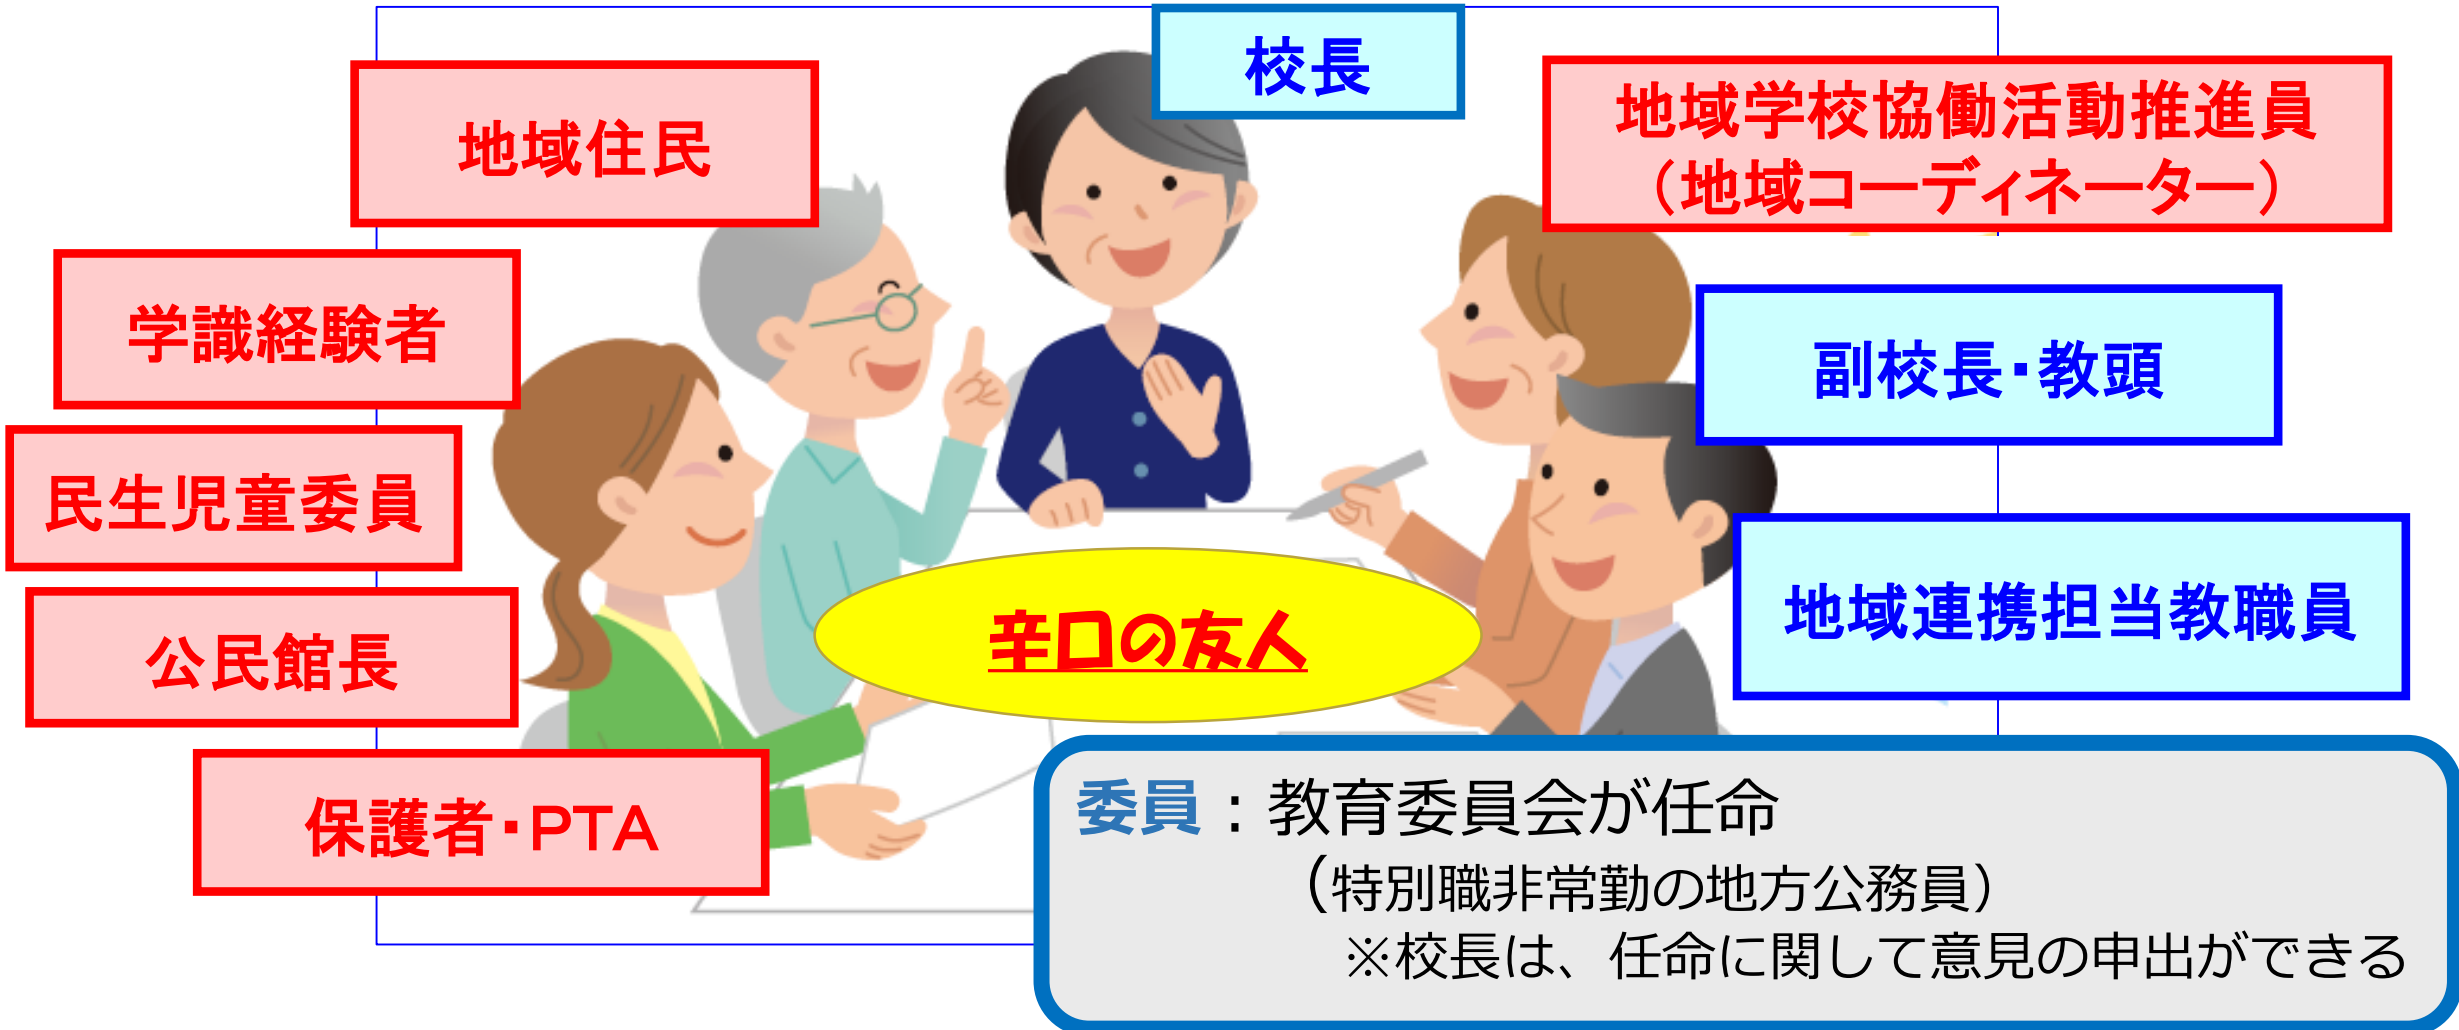 校長
地域住民
地域学校協働活動推進員
（地域コーディネーター）
学識経験者
副校長・教頭
民生児童委員
地域連携担当教職員
公民館長
辛口の友人
保護者・PTA
委員：教育委員会が任命
（特別職非常勤の地方公務員）
※校長は、任命に関して意見の申出ができる